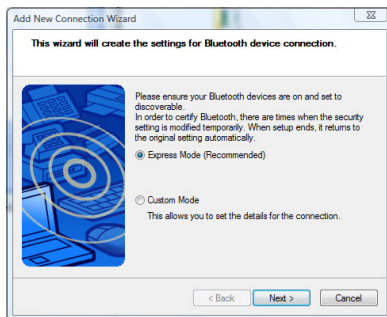 Add New Connection Wizard
This wizard will create the settings for Bluetooth device connection.
Please ensure your Bluetooth devices are on and set to
discoverable.
In order to certify Bluetooth, there are times when the security
setting is modified temporarily. When setup ends, it returns to
the original setting automatically.
Express Mode (Recommended)
Custom Mode
This allows you to set the details for the connection.
< Back Next > Cancel